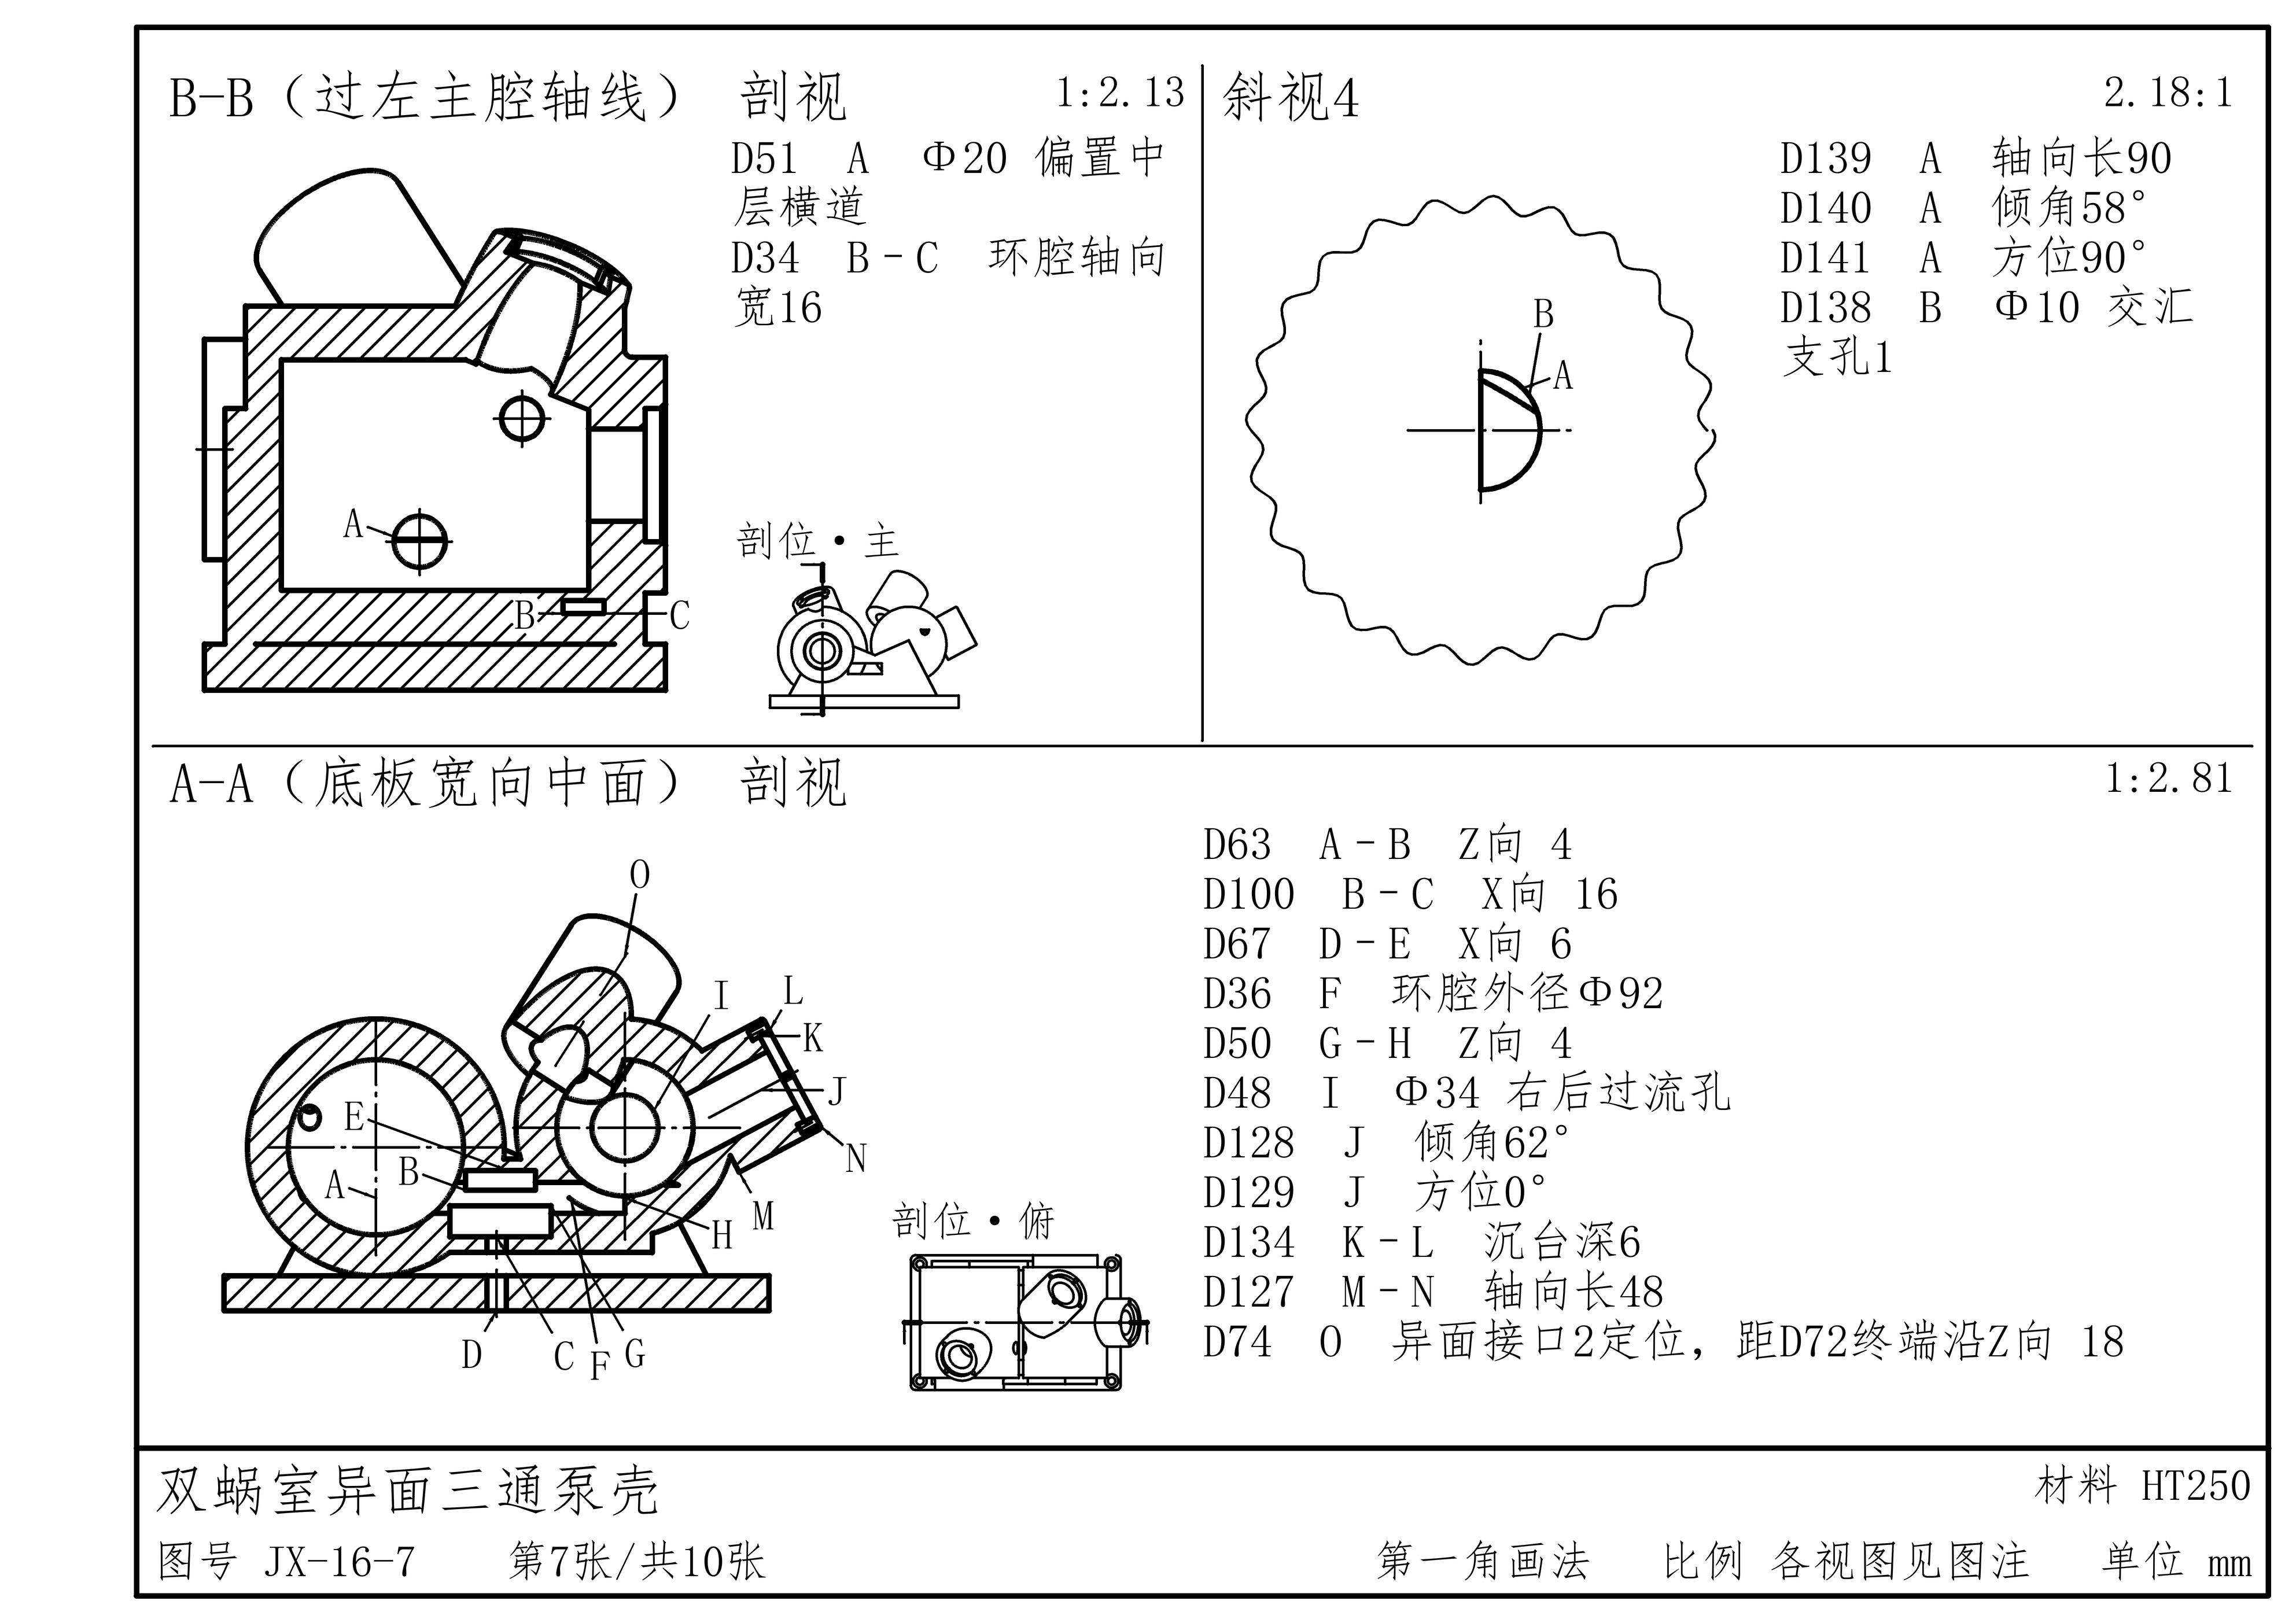 B-B（过左主腔轴线） 剖视 1:2.13
D51 A Φ20 偏置中
层横道
D34 B-C 环腔轴向
宽16
A
B
C
剖位·主
斜视4 2.18:1
D139 A 轴向长90
D140 A 倾角58°
D141 A 方位90°
D138 B Φ10 交汇
支孔1
B
A
A-A（底板宽向中面） 剖视 1:2.81
D63 A-B Z向 4
D100 B-C X向 16
D67 D-E X向 6
D36 F 环腔外径Φ92
D50 G-H Z向 4
D48 I Φ34 右后过流孔
D128 J 倾角62°
D129 J 方位0°
D134 K-L 沉台深6
D127 M-N 轴向长48
D74 O 异面接口2定位，距D72终端沿Z向 18
O
I
L
K
J
E
B
A
N
M
H
D
C
F
G
剖位·俯
双蜗室异面三通泵壳 材料 HT250
图号 JX-16-7 第7张/共10张 第一角画法 比例 各视图见图注 单位 mm